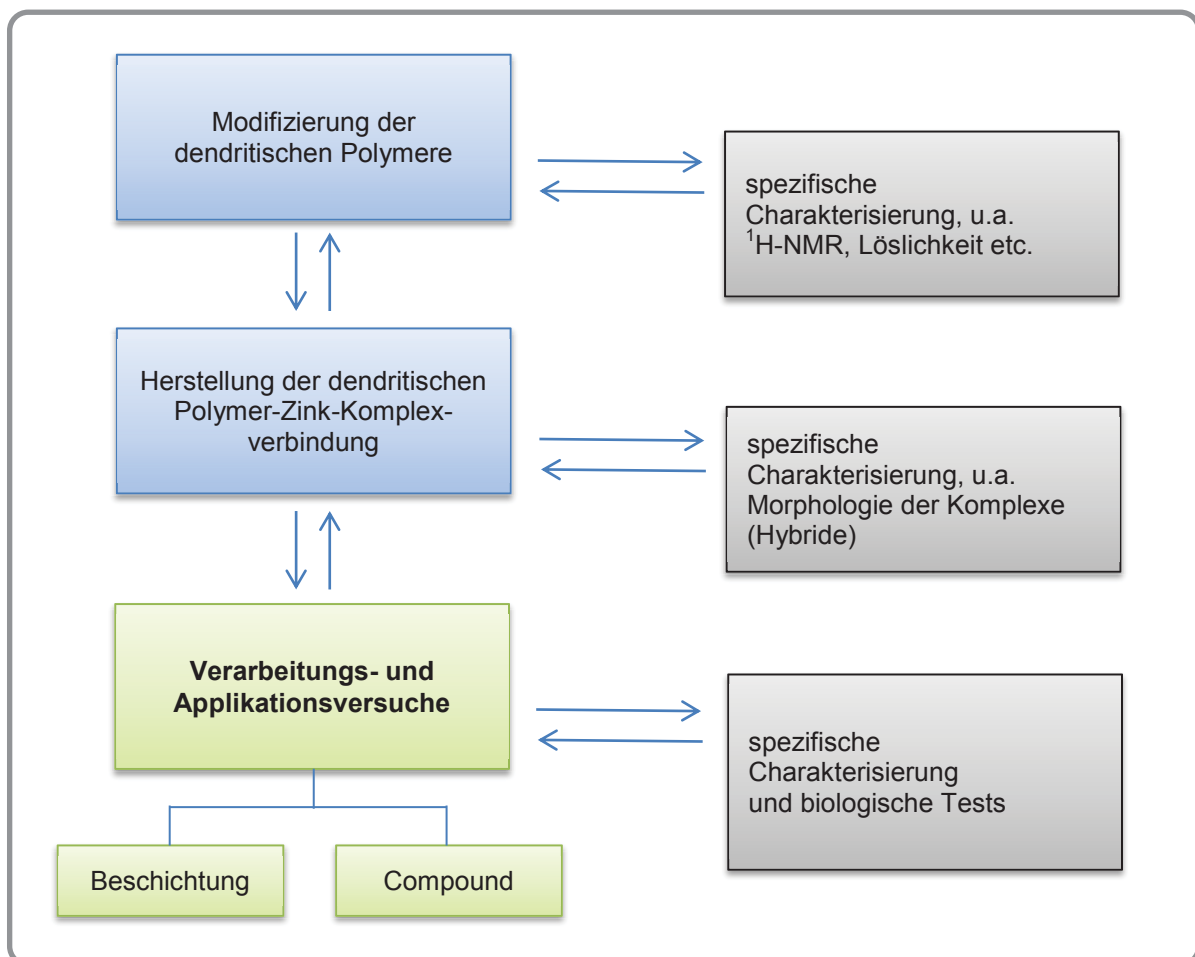 Modifizierung der
dendritischen Polymere
spezifische
Charakterisierung, u.a.
¹H-NMR, Löslichkeit etc.
Herstellung der dendritischen
Polymer-Zink-Komplex-
verbindung
spezifische
Charakterisierung, u.a.
Morphologie der Komplexe
(Hybride)
Verarbeitungs- und
Applikationsversuche
spezifische
Charakterisierung
und biologische Tests
Beschichtung
Compound